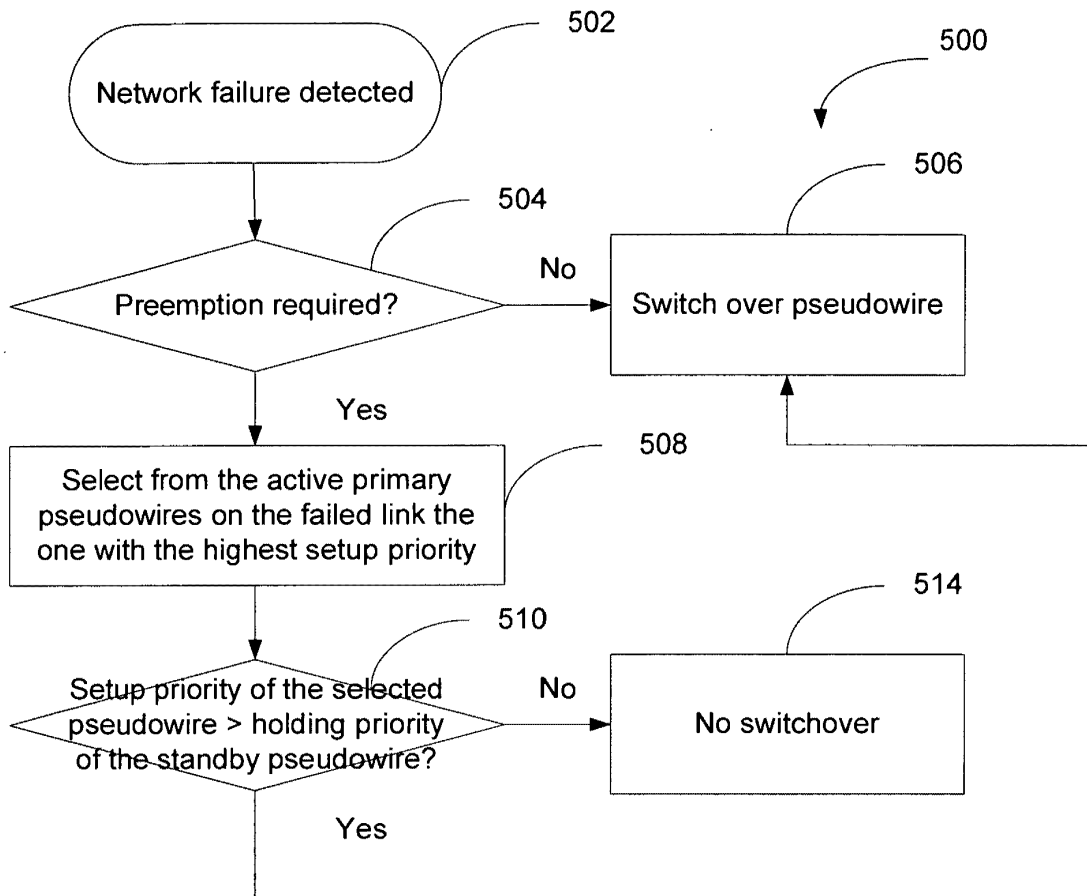 502
500
Network failure detected
506
504
No
Preemption required?
Switch over pseudowire
Yes
508
Select from the active primary
pseudowires on the failed link the
one with the highest setup priority
514
510
Setup priority of the selected
pseudowire > holding priority
of the standby pseudowire?
No
No switchover
Yes